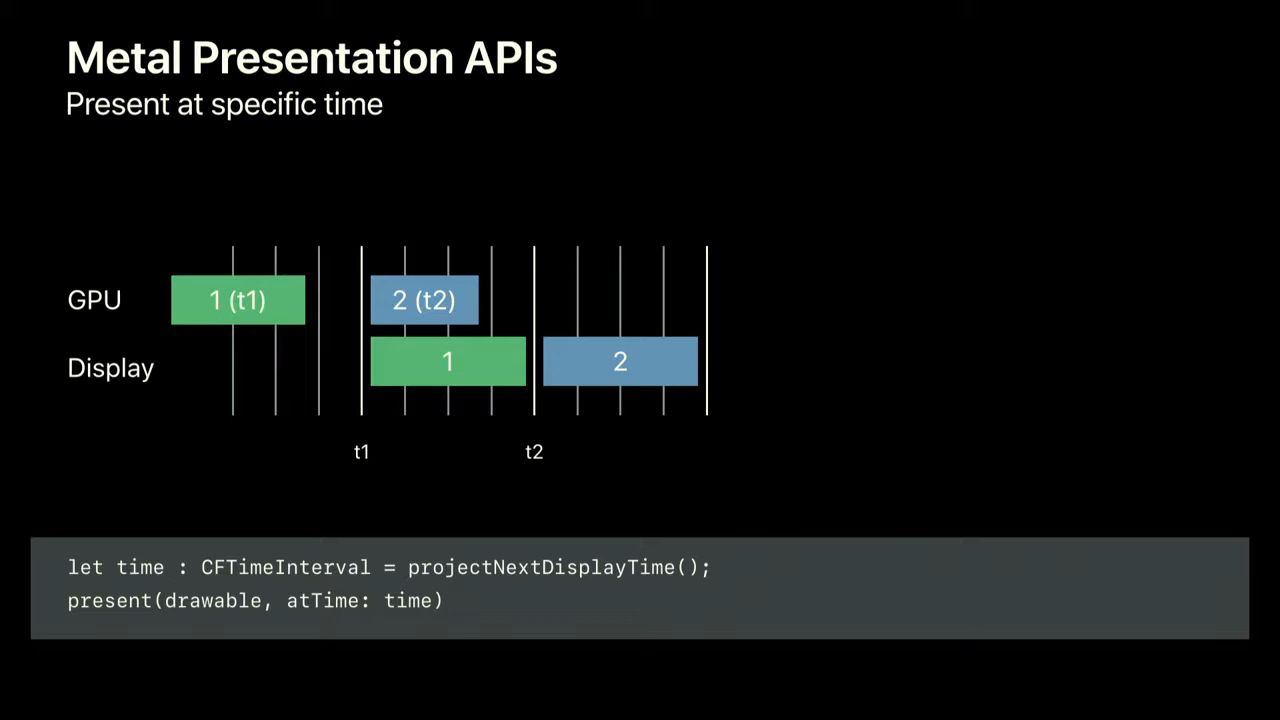 Metal Presentation APIs
Present at specific time
GPU
1 (t1)
2 (t2)
Display
1
2
t1
t2
let time : CFTimeInterval = projectNextDisplayTime();
present(drawable, atTime: time)